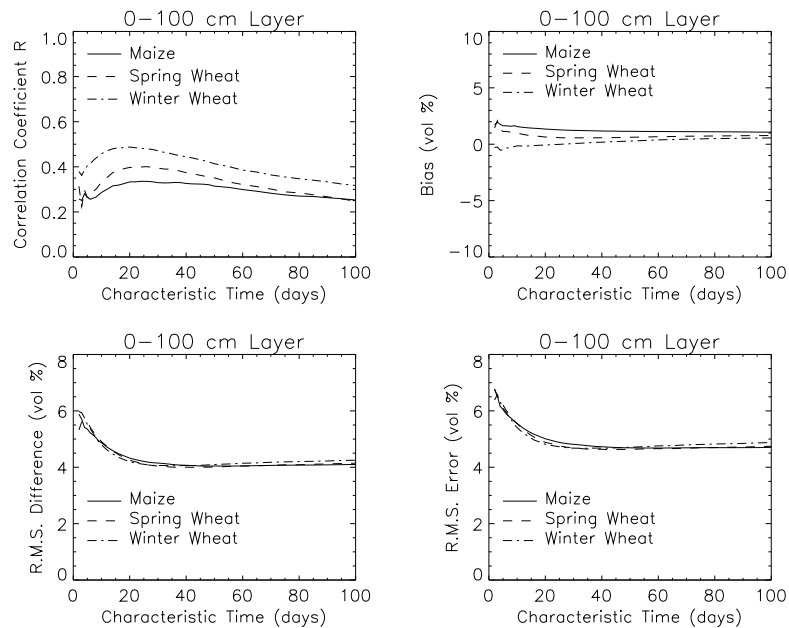 0-100 cm Layer
Correlation Coefficient R
1.0
0.8
0.6
0.4
0.2
0.0
Maize
Spring Wheat
Winter Wheat
0 20 40 60 80 100
Characteristic Time (days)
0-100 cm Layer
Bias (vol %)
10
5
0
-5
-10
Maize
Spring Wheat
Winter Wheat
0 20 40 60 80 100
Characteristic Time (days)
0-100 cm Layer
R.M.S. Difference (vol %)
8
6
4
2
0
Maize
Spring Wheat
Winter Wheat
0 20 40 60 80 100
Characteristic Time (days)
0-100 cm Layer
R.M.S. Error (vol %)
8
6
4
2
0
Maize
Spring Wheat
Winter Wheat
0 20 40 60 80 100
Characteristic Time (days)